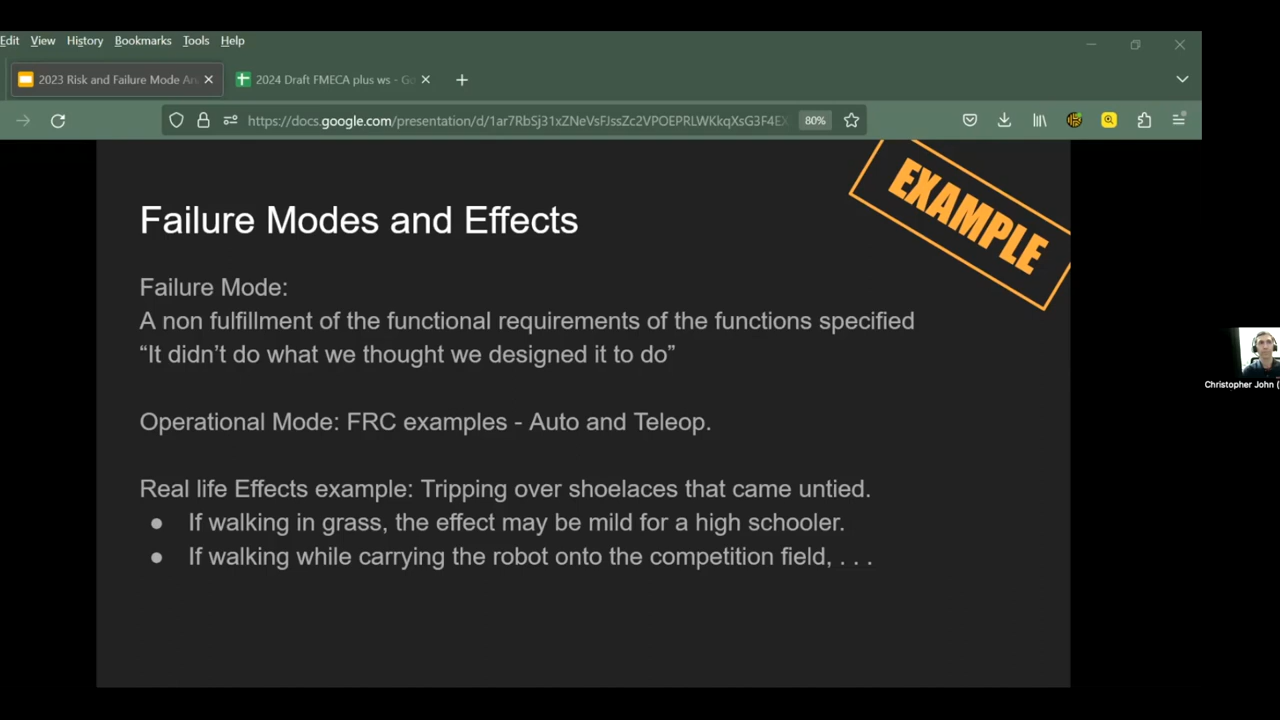 Edit View History Bookmarks Tools Help
2023 Risk and Failure Mode An
2024 Draft FMECA plus ws - Go
https://docs.google.com/presentation/d/1ar7RbSj31xZNeVsFJssZc2VPOEPRLWKkqXsG3F4EX
80%
EXAMPLE
Failure Modes and Effects
Failure Mode:
A non fulfillment of the functional requirements of the functions specified
“It didn’t do what we thought we designed it to do”
Operational Mode: FRC examples - Auto and Teleop.
Real life Effects example: Tripping over shoelaces that came untied.
● If walking in grass, the effect may be mild for a high schooler.
● If walking while carrying the robot onto the competition field, . . .
Christopher John (